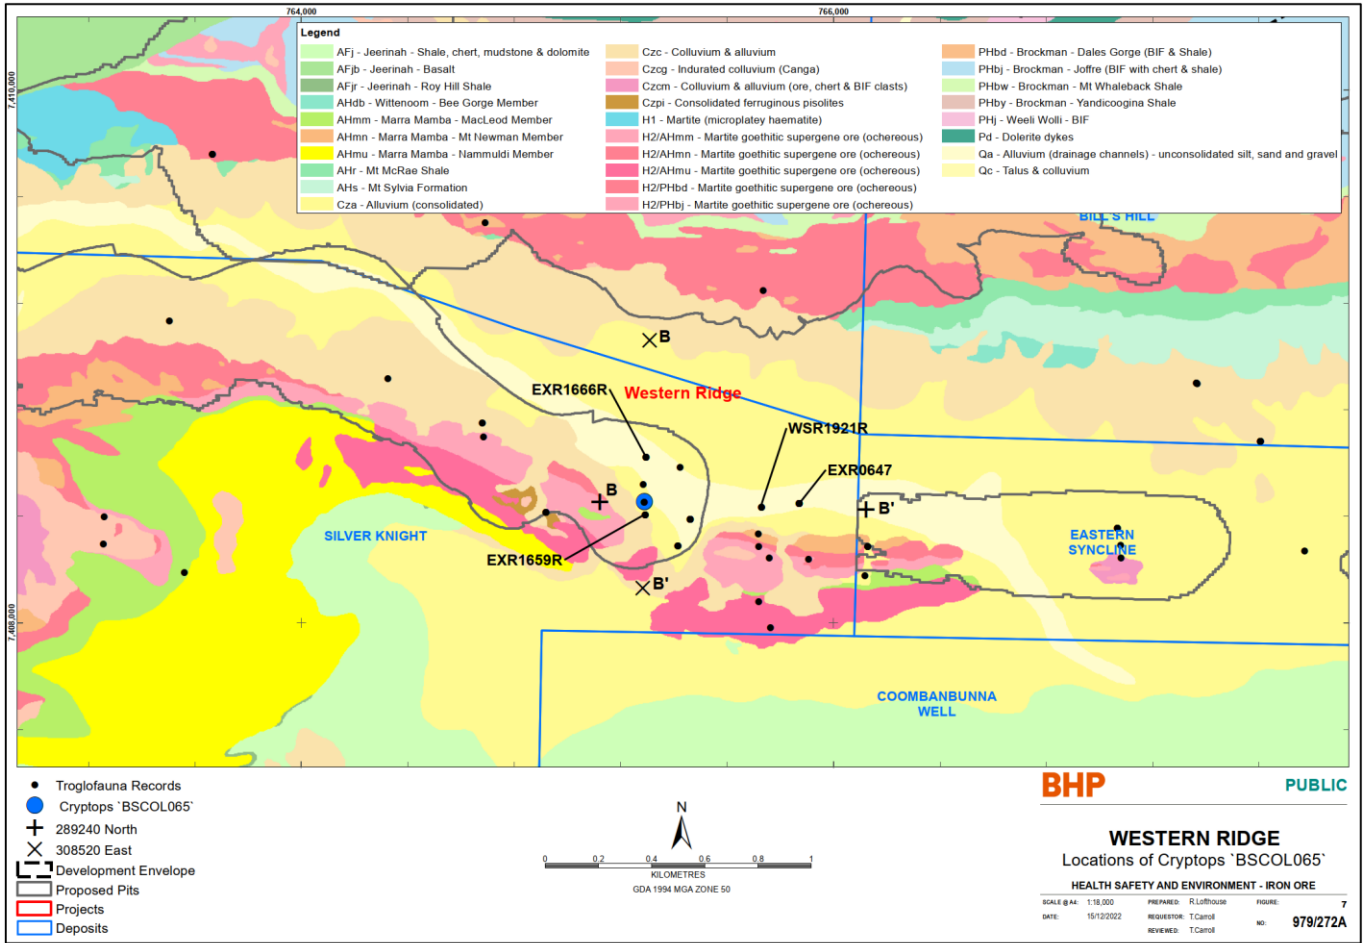 764,000
766,000
7,410,000
7,408,000
Legend
AFj - Jeerinah - Shale, chert, mudstone & dolomite
AFjb - Jeerinah - Basalt
AFjr - Jeerinah - Roy Hill Shale
AHdb - Wittenoom - Bee Gorge Member
AHmm - Marra Mamba - MacLeod Member
AHmn - Marra Mamba - Mt Newman Member
AHmu - Marra Mamba - Nammuldi Member
AHr - Mt McRae Shale
AHs - Mt Sylvia Formation
Cza - Alluvium (consolidated)
Czc - Colluvium & alluvium
Czcg - Indurated colluvium (Canga)
Czcm - Colluvium & alluvium (ore, chert & BIF clasts)
Czpi - Consolidated ferruginous pisolites
H1 - Martite (microplatey haematite)
H2/AHmm - Martite goethitic supergene ore (ochereous)
H2/AHmn - Martite goethitic supergene ore (ochereous)
H2/AHmu - Martite goethitic supergene ore (ochereous)
H2/PHbd - Martite goethitic supergene ore (ochereous)
H2/PHbj - Martite goethitic supergene ore (ochereous)
PHbd - Brockman - Dales Gorge (BIF & Shale)
PHbj - Brockman - Joffre (BIF with chert & shale)
PHbw - Brockman - Mt Whaleback Shale
PHby - Brockman - Yandicoogina Shale
PHj - Weeli Wolli - BIF
Pd - Dolerite dykes
Qa - Alluvium (drainage channels) - unconsolidated silt, sand and gravel
Qc - Talus & colluvium
BILL'S HILL
B
EXR1666R
Western Ridge
WSR1921R
EXR0647
B
B'
SILVER KNIGHT
EASTERN
SYNCLINE
EXR1659R
B'
COOMBANBUNNA
WELL
Troglofauna Records
Cryptops `BSCOL065`
289240 North
308520 East
Development Envelope
Proposed Pits
Projects
Deposits
N
0 0.2 0.4 0.6 0.8 1
KILOMETRES
GDA 1994 MGA ZONE 50
BHP
PUBLIC
WESTERN RIDGE
Locations of Cryptops `BSCOL065`
HEALTH SAFETY AND ENVIRONMENT - IRON ORE
SCALE @ A4: 1:18,000 PREPARED: R.Lofthouse FIGURE: 7
DATE: 15/12/2022 REQUESTOR: T.Carroll NO: 979/272A
REVIEWED: T.Carroll